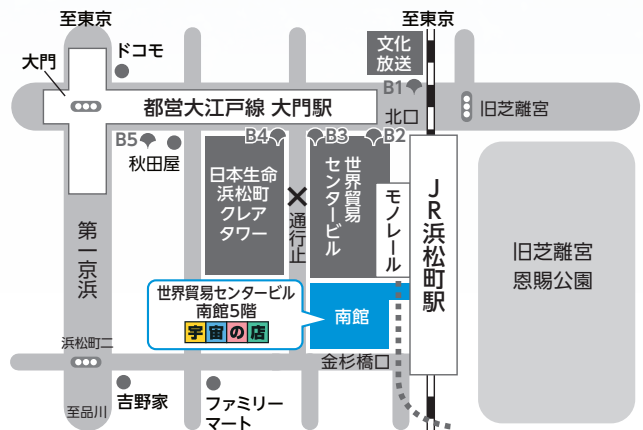 至東京
至東京
ドコモ
文化
放送
大門
B1
都営大江戸線 大門駅
北口
旧芝離宮
B5
秋田屋
B4
B3
B2
日本生命
浜松町
クレア
タワー
通行止
世界貿易
センタービル
モノレール
JR浜松町駅
旧芝離宮
恩賜公園
第一京浜
世界貿易センタービル
南館5階
宇宙の店
南館
浜松町二
金杉橋口
至品川
吉野家
ファミリー
マート